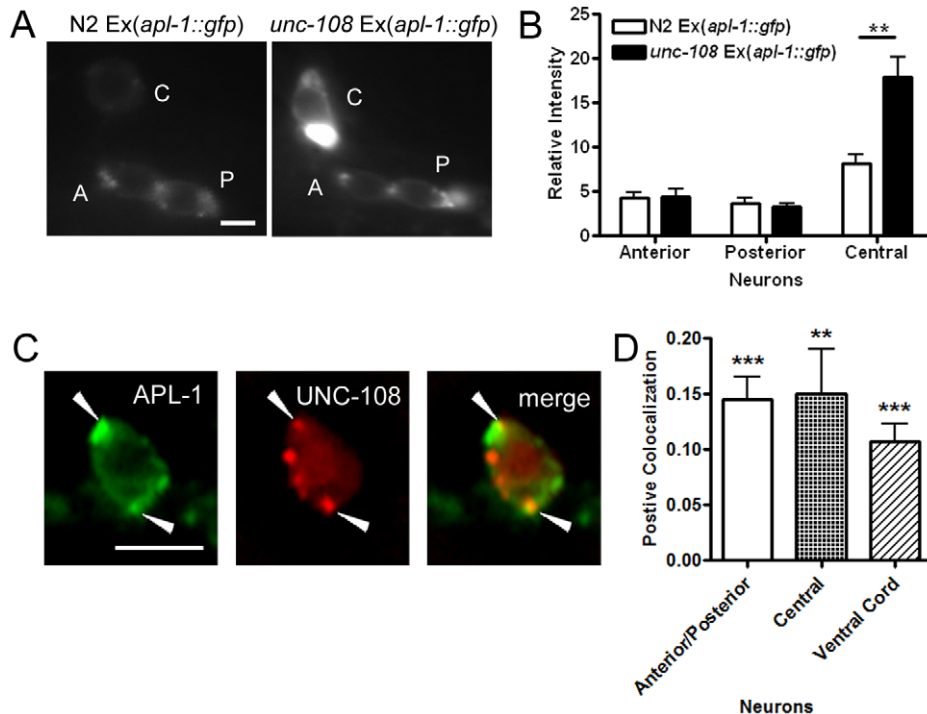 A
N2 Ex(apl-1::gfp)
unc-108 Ex(apl-1::gfp)
C
A
P
C
A
P
B
N2 Ex(apl-1::gfp)
unc-108 Ex(apl-1::gfp)
**
Relative Intensity
25
20
15
10
5
0
Anterior
Posterior
Central
Neurons
C
APL-1
UNC-108
merge
D
Postive Colocalization
0.20
0.15
0.10
0.05
0.00
***
**
***
Anterior/Posterior
Central
Ventral Cord
Neurons